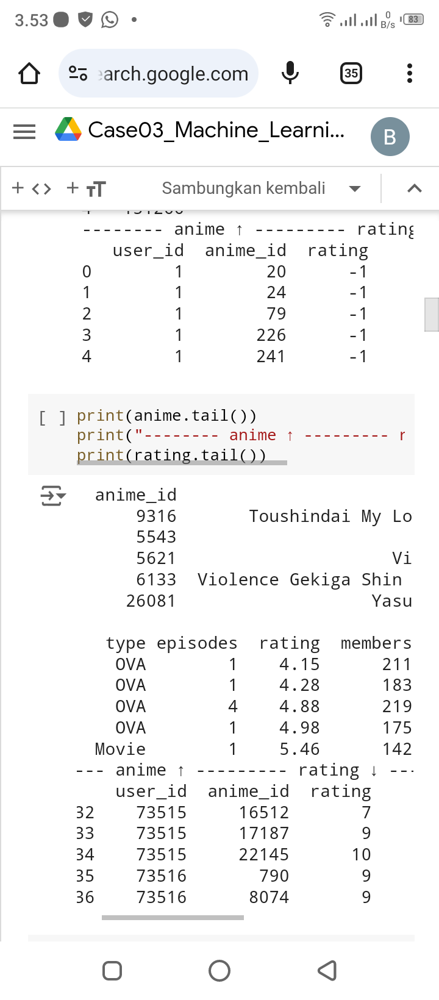 3.53
0
B/s
83
arch.google.com
35
Case03_Machine_Learni...
B
+ <> + TT Sambungkan kembali
-------- anime ↑ --------- rating
user_id anime_id rating
0 1 20 -1
1 1 24 -1
2 1 79 -1
3 1 226 -1
4 1 241 -1
[ ] print(anime.tail())
print("-------- anime ↑ --------- r
print(rating.tail())
anime_id
9316 Toushindai My Lo
5543
5621 Vi
6133 Violence Gekiga Shin
26081 Yasu
type episodes rating members
OVA 1 4.15 211
OVA 1 4.28 183
OVA 4 4.88 219
OVA 1 4.98 175
Movie 1 5.46 142
--- anime ↑ --------- rating ↓ ---
user_id anime_id rating
32 73515 16512 7
33 73515 17187 9
34 73515 22145 10
35 73516 790 9
36 73516 8074 9